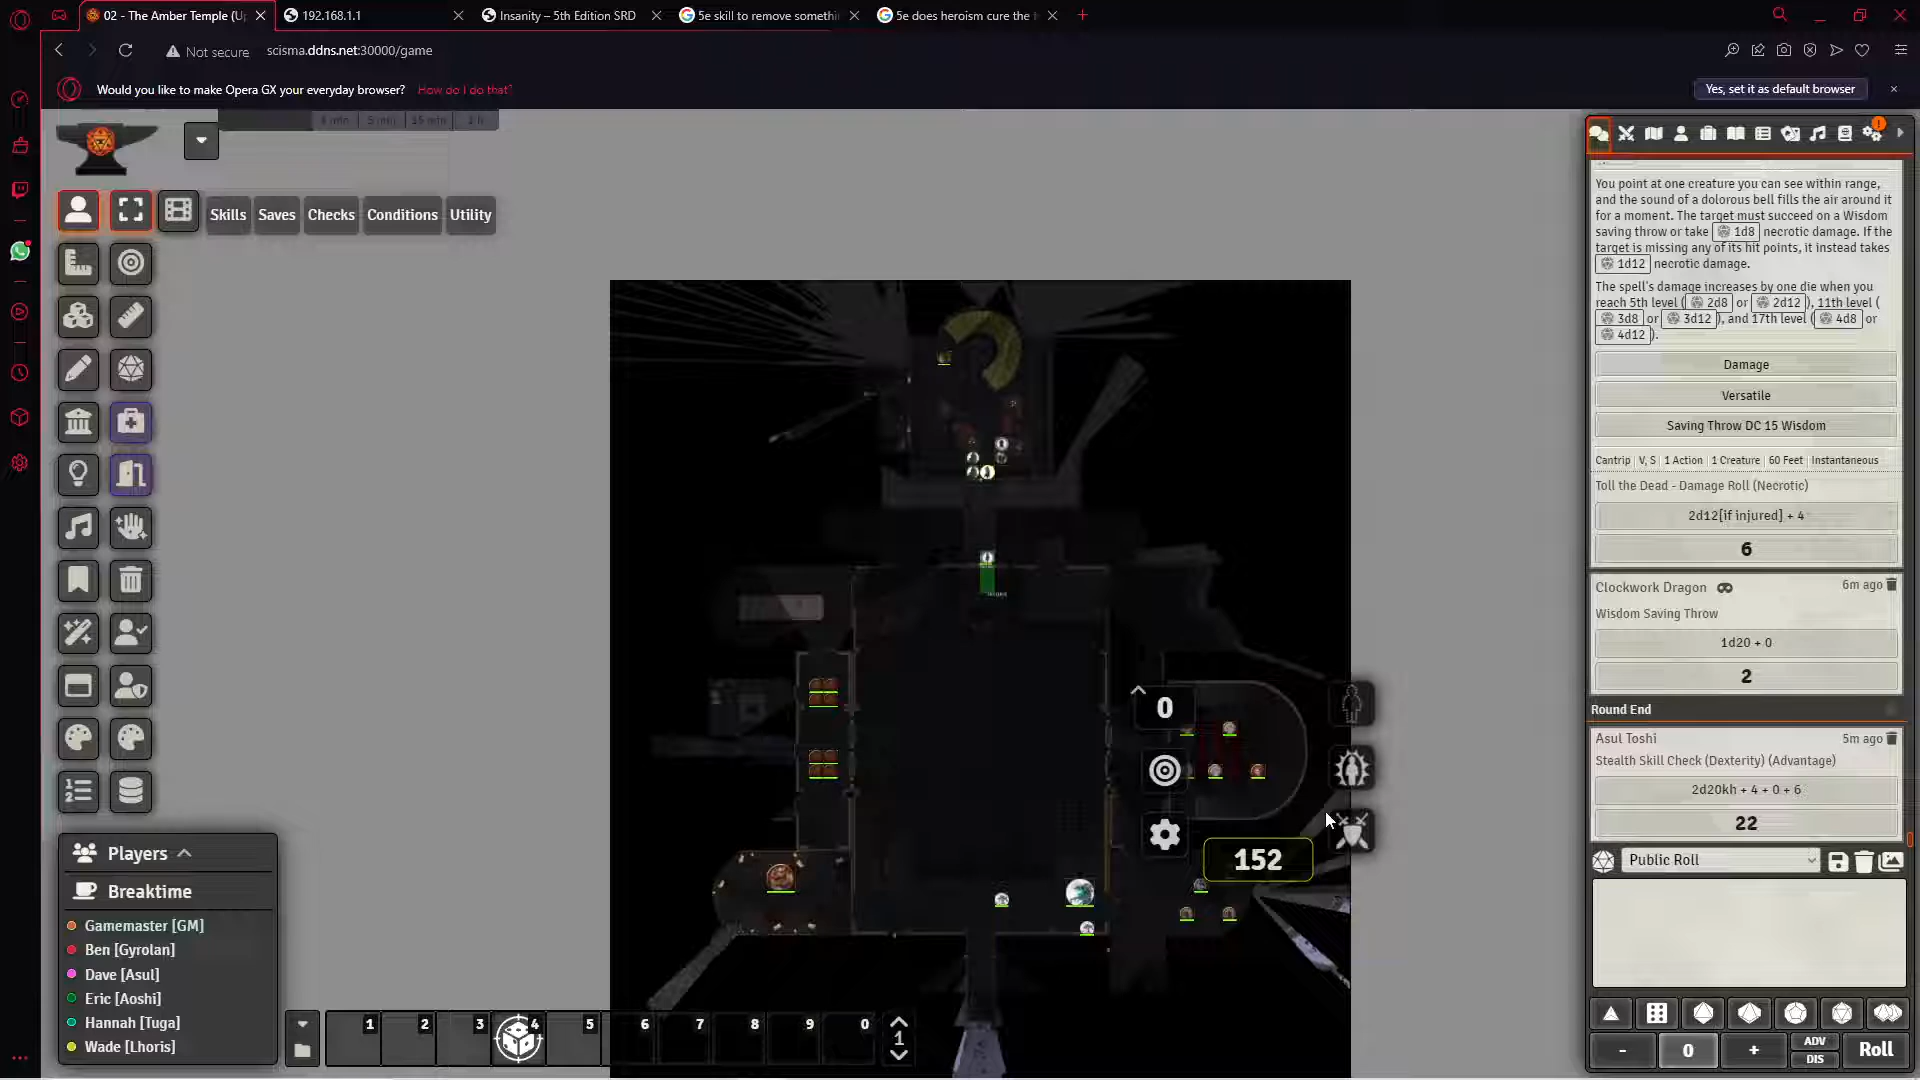 02 - The Amber Temple (U
192.168.1.1
Insanity – 5th Edition SRD
5e skill to remove somethi
5e does heroism cure the
Not secure
scisma.ddns.net:30000/game
Would you like to make Opera GX your everyday browser?
How do I do that?
Yes, set it as default browser
5 min
15 min
1 h
Skills
Saves
Checks
Conditions
Utility
You point at one creature you can see within range,
and the sound of a dolorous bell fills the air around it
for a moment. The target must succeed on a Wisdom
saving throw or take 1d8 necrotic damage. If the
target is missing any of its hit points, it instead takes
1d12 necrotic damage.
The spell's damage increases by one die when you
reach 5th level ( 2d8 or 2d12 ), 11th level (
3d8 or 3d12 ), and 17th level ( 4d8 or
4d12 ).
Damage
Versatile
Saving Throw DC 15 Wisdom
Cantrip V, S 1 Action 1 Creature 60 Feet Instantaneous
Toll the Dead - Damage Roll (Necrotic)
2d12[if injured] + 4
6
Clockwork Dragon
6m ago
Wisdom Saving Throw
1d20 + 0
2
Round End
Asul Toshi
5m ago
Stealth Skill Check (Dexterity) (Advantage)
2d20kh + 4 + 0 + 6
22
Public Roll
0
152
Players
Breaktime
Gamemaster [GM]
Ben [Gyrolan]
Dave [Asul]
Eric [Aoshi]
Hannah [Tuga]
Wade [Lhoris]
1
2
3
4
5
6
7
8
9
0
1
-
0
+
ADV
DIS
Roll